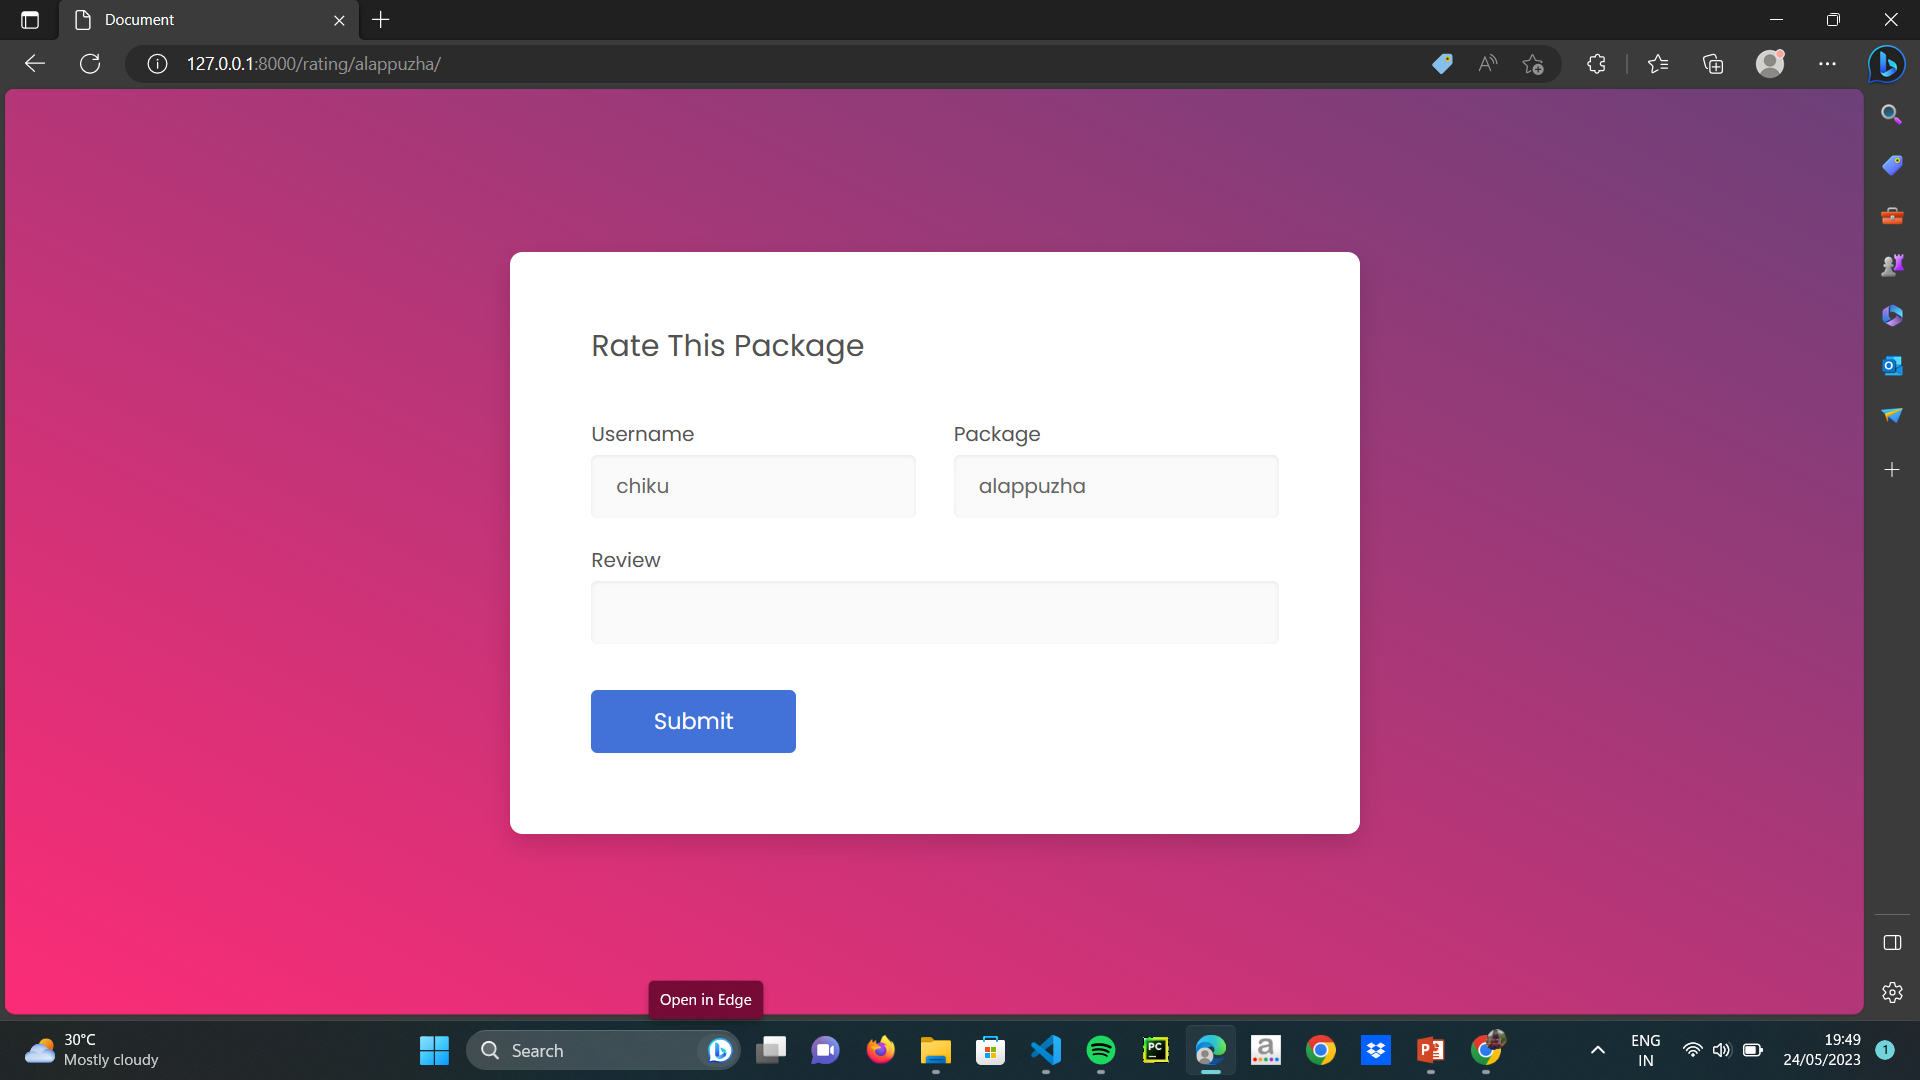 Document
127.0.0.1:8000/rating/alappuzha/
Rate This Package
Username
Package
chiku
alappuzha
Review
Submit
Open in Edge
30°C
Mostly cloudy
Search
PC
a
P
ENG
IN
19:49
24/05/2023
1